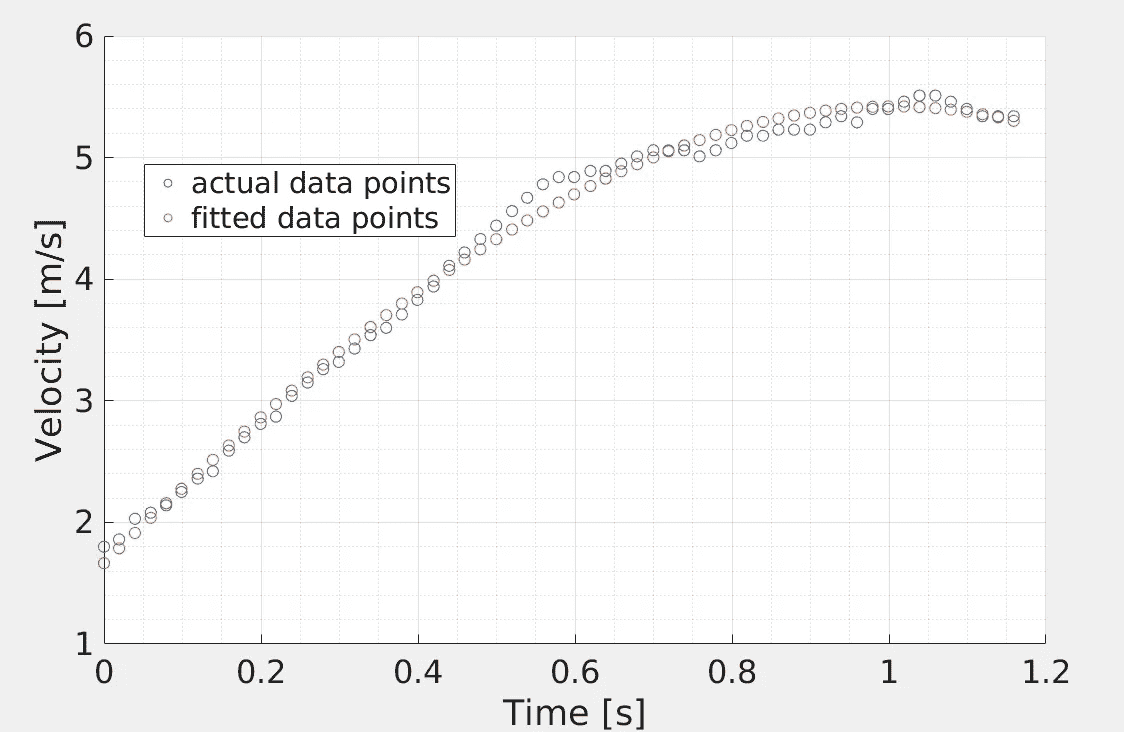 6
5
actual data points
fitted data points
4
3
2
1
Velocity [m/s]
0 0.2 0.4 0.6 0.8 1 1.2
Time [s]